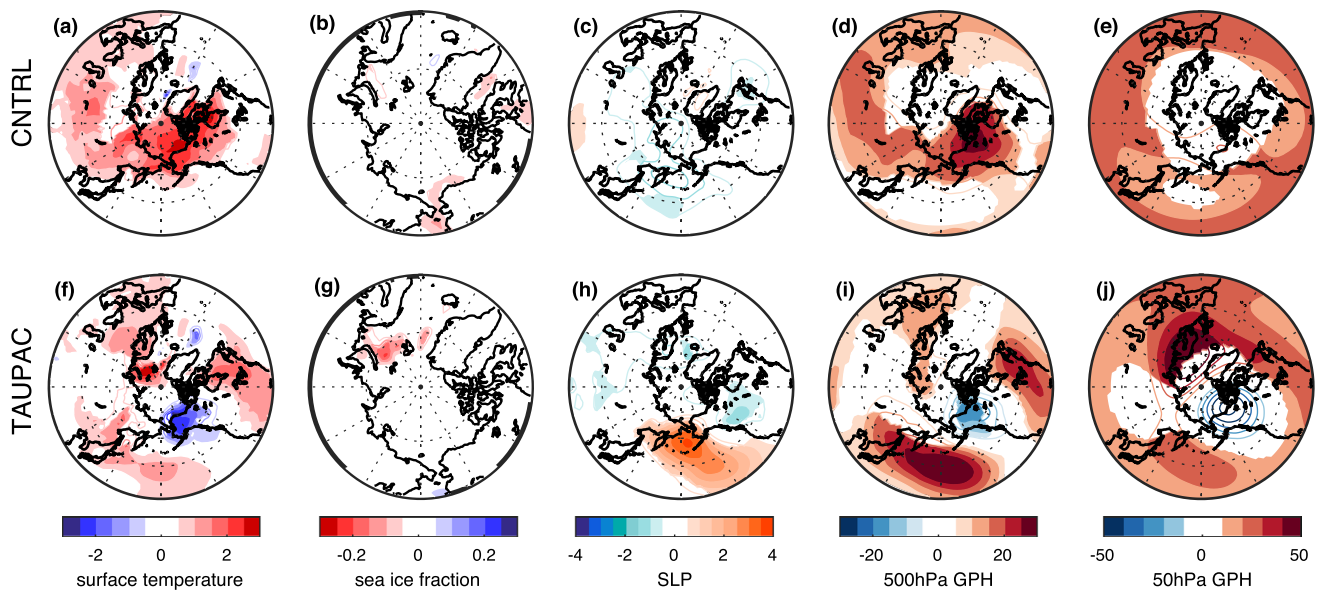 CNTRL
(a) (b) (c) (d) (e)
TAUPAC
(f) (g) (h) (i) (j)
-2 0 2 -0.2 0 0.2 -4 -2 0 2 4 -20 0 20 -50 0 50
surface temperature sea ice fraction SLP 500hPa GPH 50hPa GPH